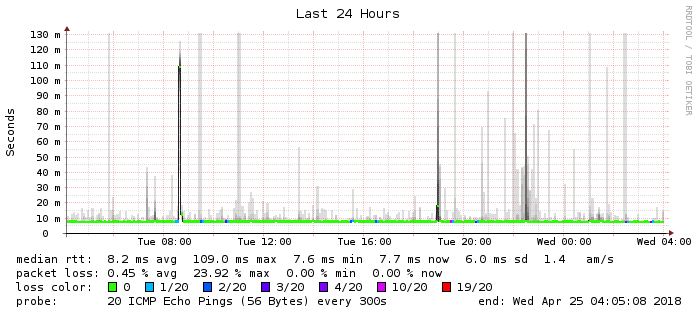 Last 24 Hours
RRDTOOL / TOBI OETIKER
Seconds
130 m
120 m
110 m
100 m
90 m
80 m
70 m
60 m
50 m
40 m
30 m
20 m
10 m
0
Tue 08:00 Tue 12:00 Tue 16:00 Tue 20:00 Wed 00:00 Wed 04:00
median rtt: 8.2 ms avg 109.0 ms max 7.6 ms min 7.7 ms now 6.0 ms sd 1.4 am/s
packet loss: 0.45 % avg 23.92 % max 0.00 % min 0.00 % now
loss color: 0 1/20 2/20 3/20 4/20 10/20 19/20
probe: 20 ICMP Echo Pings (56 Bytes) every 300s end: Wed Apr 25 04:05:08 2018